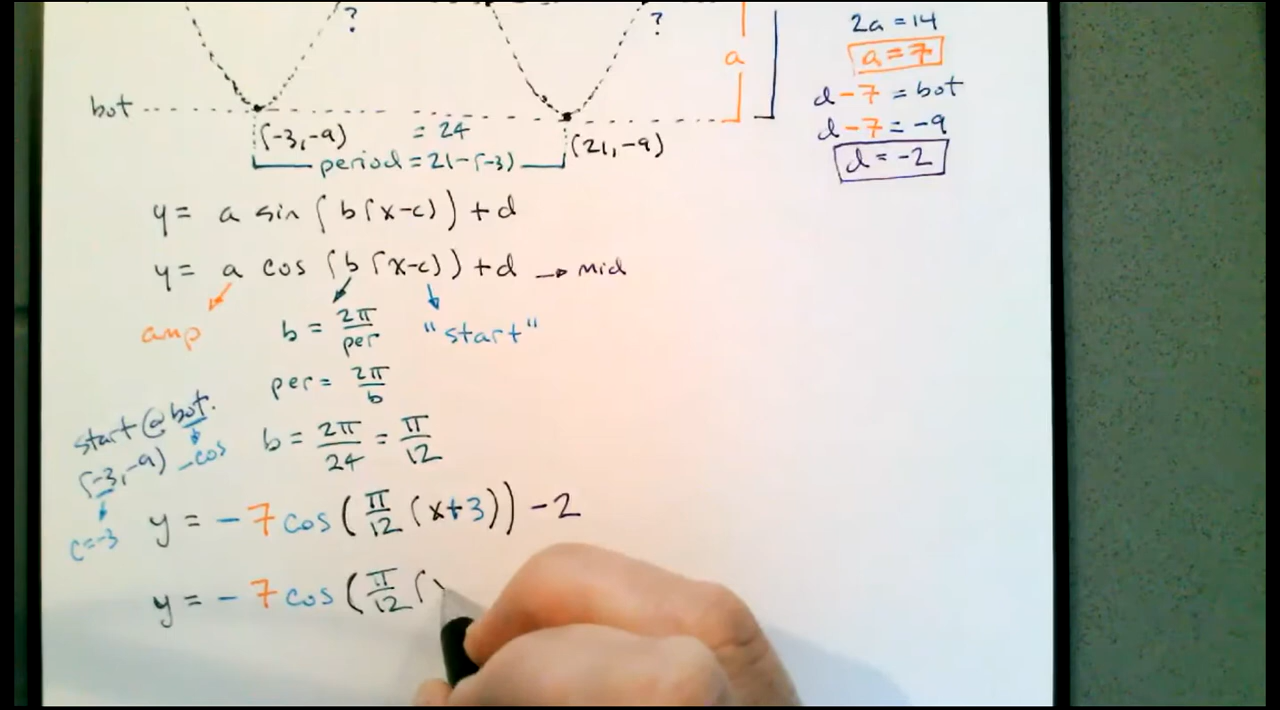 ? ?
a
2a = 14
a = 7
d - 7 = bot
d - 7 = -9
d = -2
bot
(-3, -9) = 24 (21, -9)
period = 21 - (-3)
y = a sin (b(x-c)) + d
y = a cos (b(x-c)) + d → mid
amp
b = 2π/per
"start"
per = 2π/b
b = 2π/24 = π/12
start @ bot.
(-3, -9) -cos
c=-3
y = -7 cos (π/12 (x+3)) - 2
y = -7 cos (π/12 (